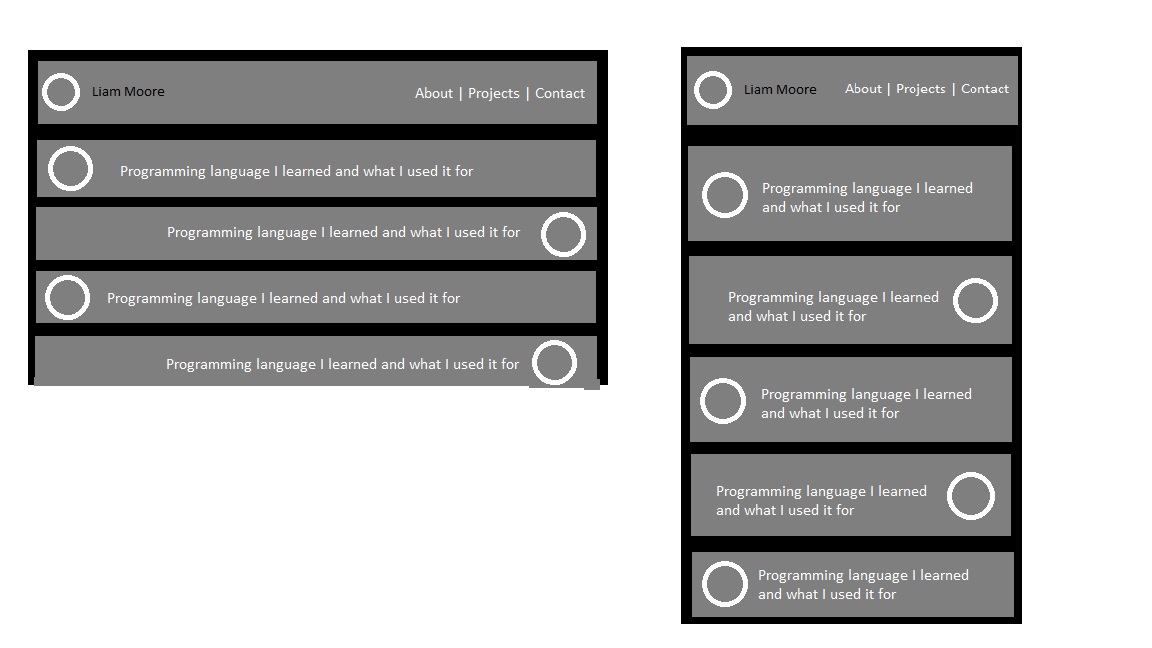 Liam Moore
About | Projects | Contact
Programming language I learned and what I used it for
Programming language I learned and what I used it for
Programming language I learned and what I used it for
Programming language I learned and what I used it for
Liam Moore
About | Projects | Contact
Programming language I learned
and what I used it for
Programming language I learned
and what I used it for
Programming language I learned
and what I used it for
Programming language I learned
and what I used it for
Programming language I learned
and what I used it for